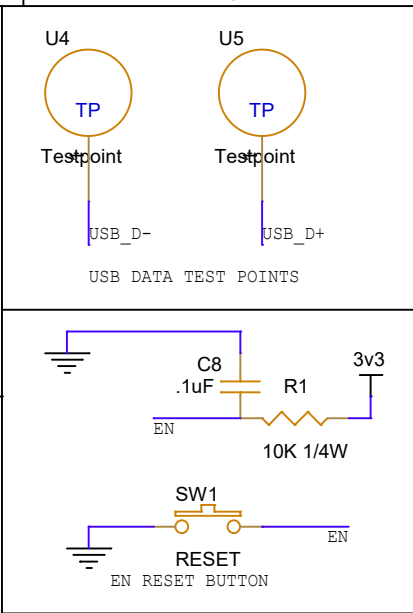 U4 U5
TP TP
Testpoint Testpoint
USB_D- USB_D+
USB DATA TEST POINTS
3v3
C8
.1uF R1
EN
10K 1/4W
SW1
EN
RESET
EN RESET BUTTON